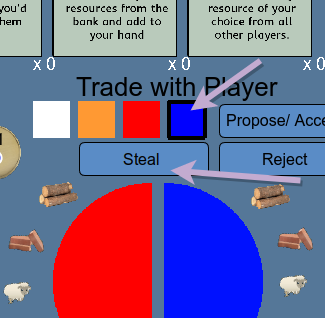 you'd
them
resources from the
bank and add to
your hand
resource of your
choice from all
other players.
x 0
x 0
x 0
Trade with Player
Propose/ Acce
Steal
Reject